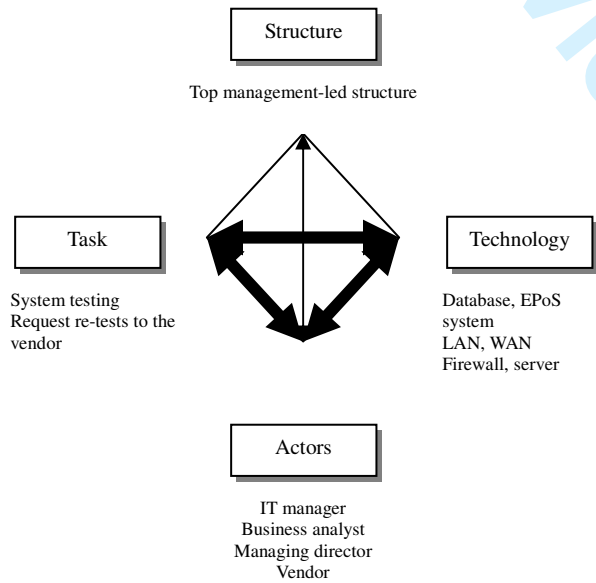 Structure
Top management-led structure
Task
Technology
System testing
Request re-tests to the
vendor
Database, EPoS
system
LAN, WAN
Firewall, server
Actors
IT manager
Business analyst
Managing director
Vendor